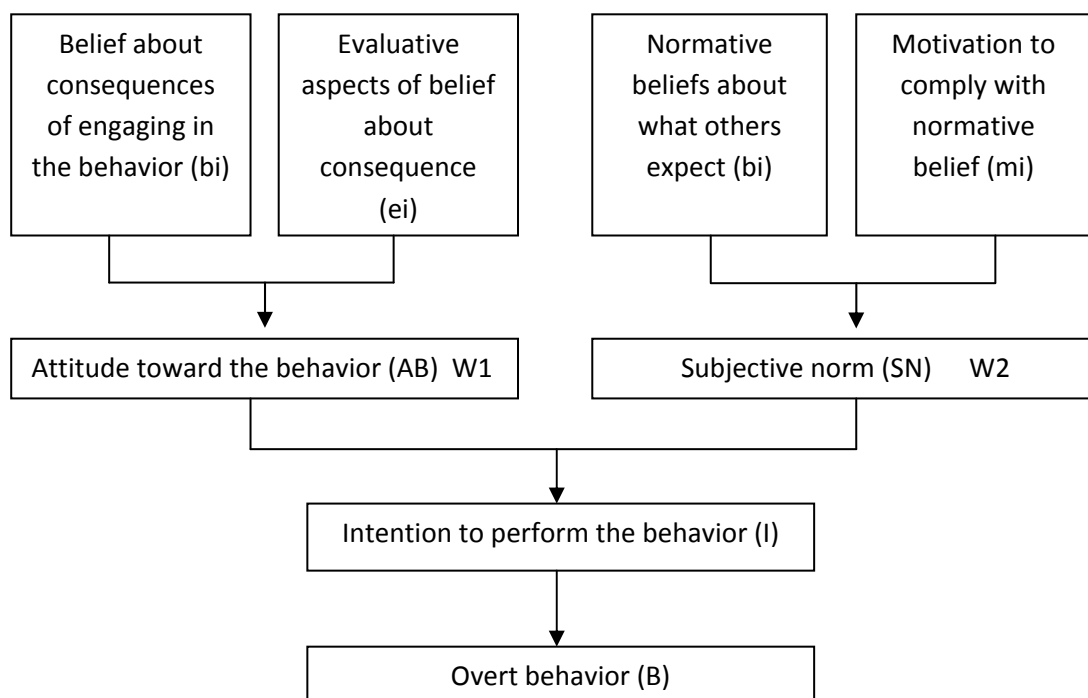 Belief about
consequences
of engaging in
the behavior (bi)
Evaluative
aspects of belief
about
consequence
(ei)
Normative
beliefs about
what others
expect (bi)
Motivation to
comply with
normative
belief (mi)
Attitude toward the behavior (AB) W1
Subjective norm (SN) W2
Intention to perform the behavior (I)
Overt behavior (B)